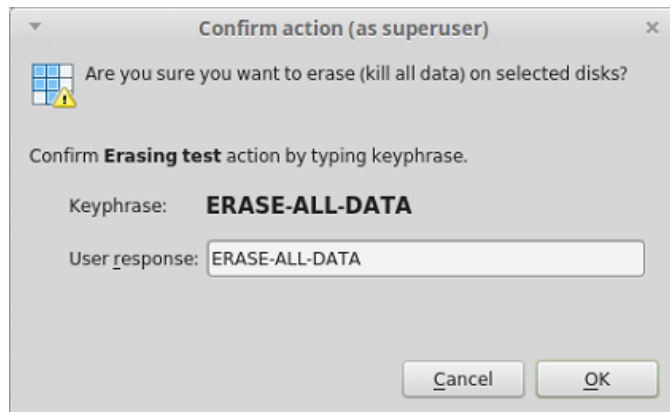 Confirm action (as superuser)
Are you sure you want to erase (kill all data) on selected disks?
Confirm Erasing test action by typing keyphrase.
Keyphrase: ERASE-ALL-DATA
User response: ERASE-ALL-DATA
Cancel OK